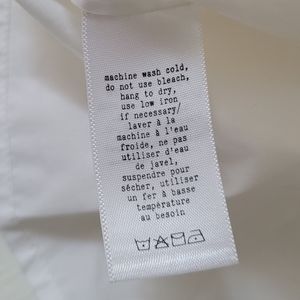 machine wash cold,
do not use bleach,
hang to dry,
use low iron
if necessary/
laver à la
machine à l'eau
froide, ne pas
utiliser d'eau
de javel,
suspendre pour
sécher, utiliser
un fer à basse
température
au besoin